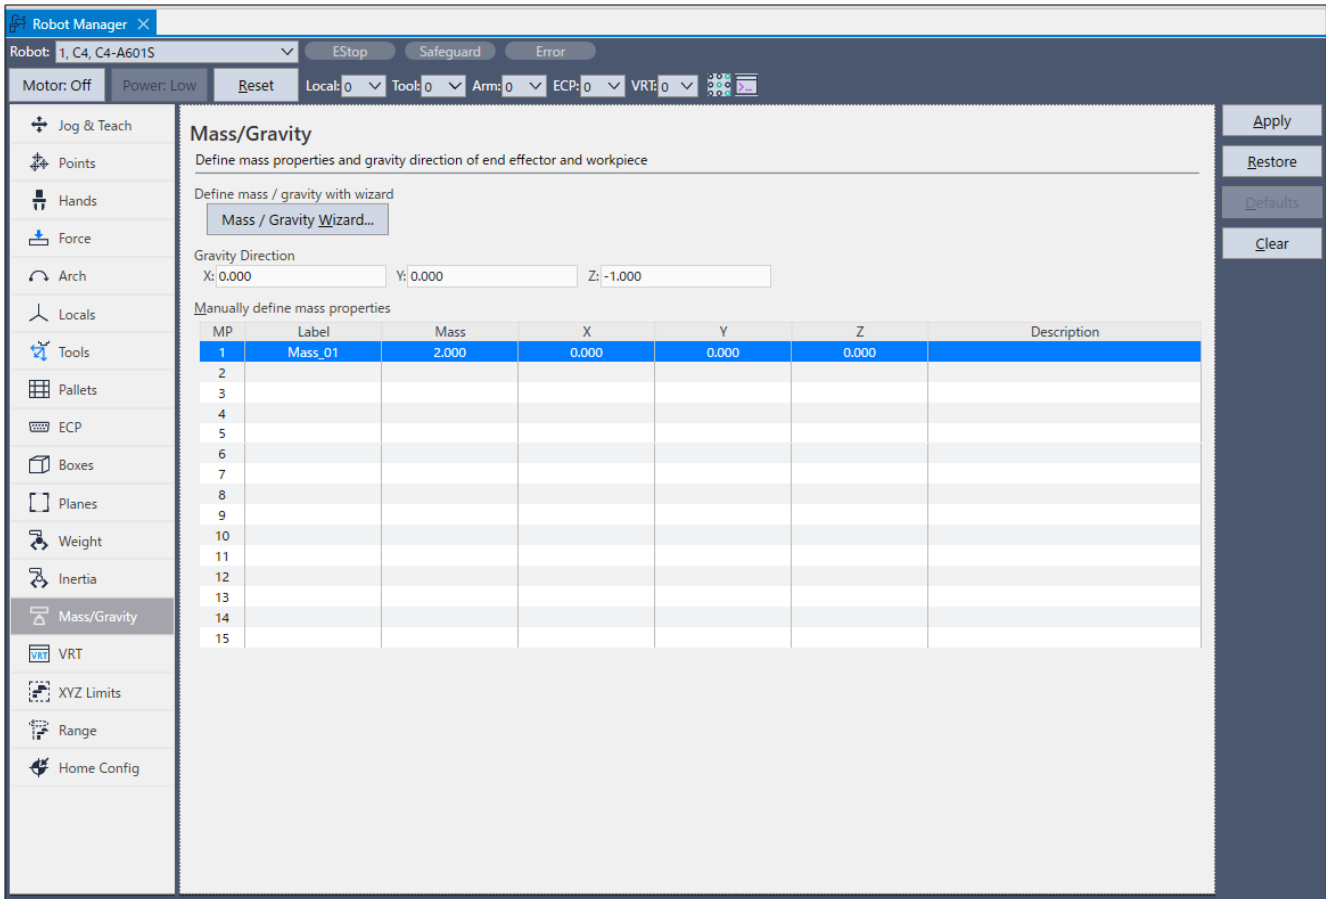 Robot Manager
Robot: 1, C4, C4-A601S EStop Safeguard Error
Motor: Off Power: Low Reset Local: 0 Tool: 0 Arm: 0 ECP: 0 VRT: 0
Jog & Teach
Points
Hands
Force
Arch
Locals
Tools
Pallets
ECP
Boxes
Planes
Weight
Inertia
Mass/Gravity
VRT VRT
XYZ Limits
Range
Home Config
Mass/Gravity
Define mass properties and gravity direction of end effector and workpiece
Define mass / gravity with wizard
Mass / Gravity Wizard...
Gravity Direction
X: 0.000 Y: 0.000 Z: -1.000
Manually define mass properties
MP Label Mass X Y Z Description
1 Mass_01 2.000 0.000 0.000 0.000
2
3
4
5
6
7
8
9
10
11
12
13
14
15
Apply
Restore
Defaults
Clear